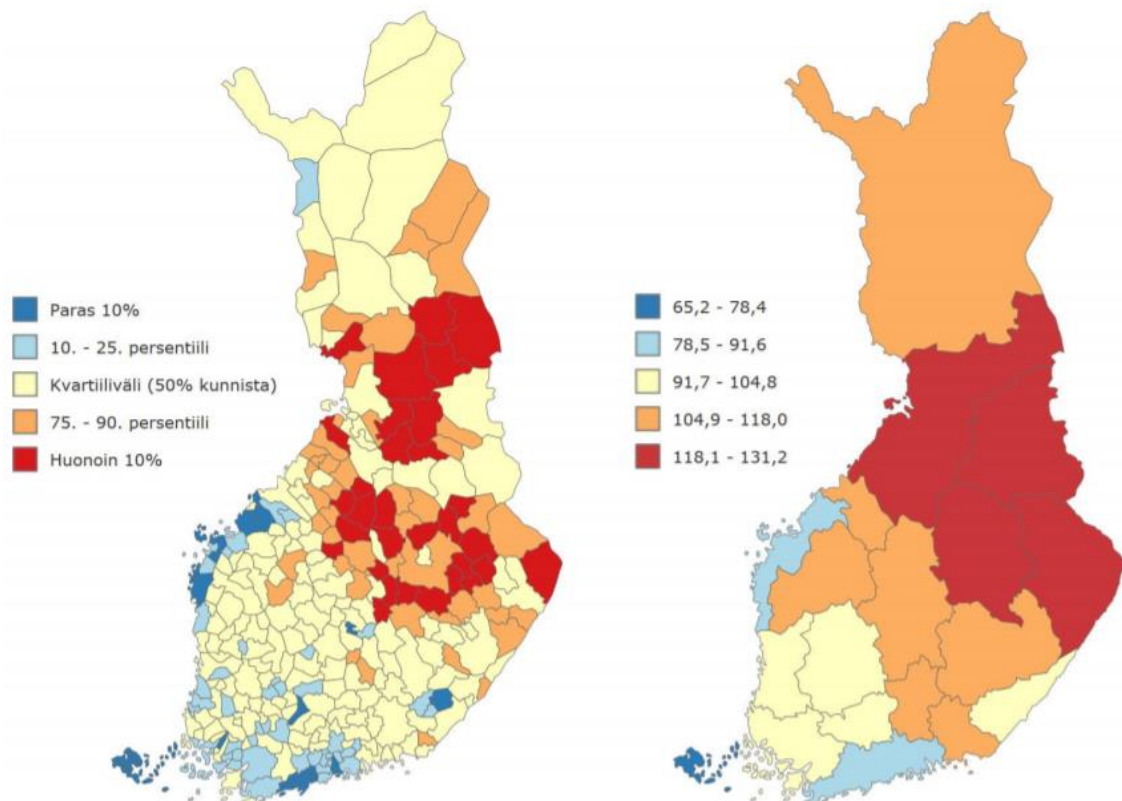 Paras 10%
10. - 25. persentiili
Kvartiiliväli (50% kunnista)
75. - 90. persentiili
Huonoin 10%
65,2 - 78,4
78,5 - 91,6
91,7 - 104,8
104,9 - 118,0
118,1 - 131,2